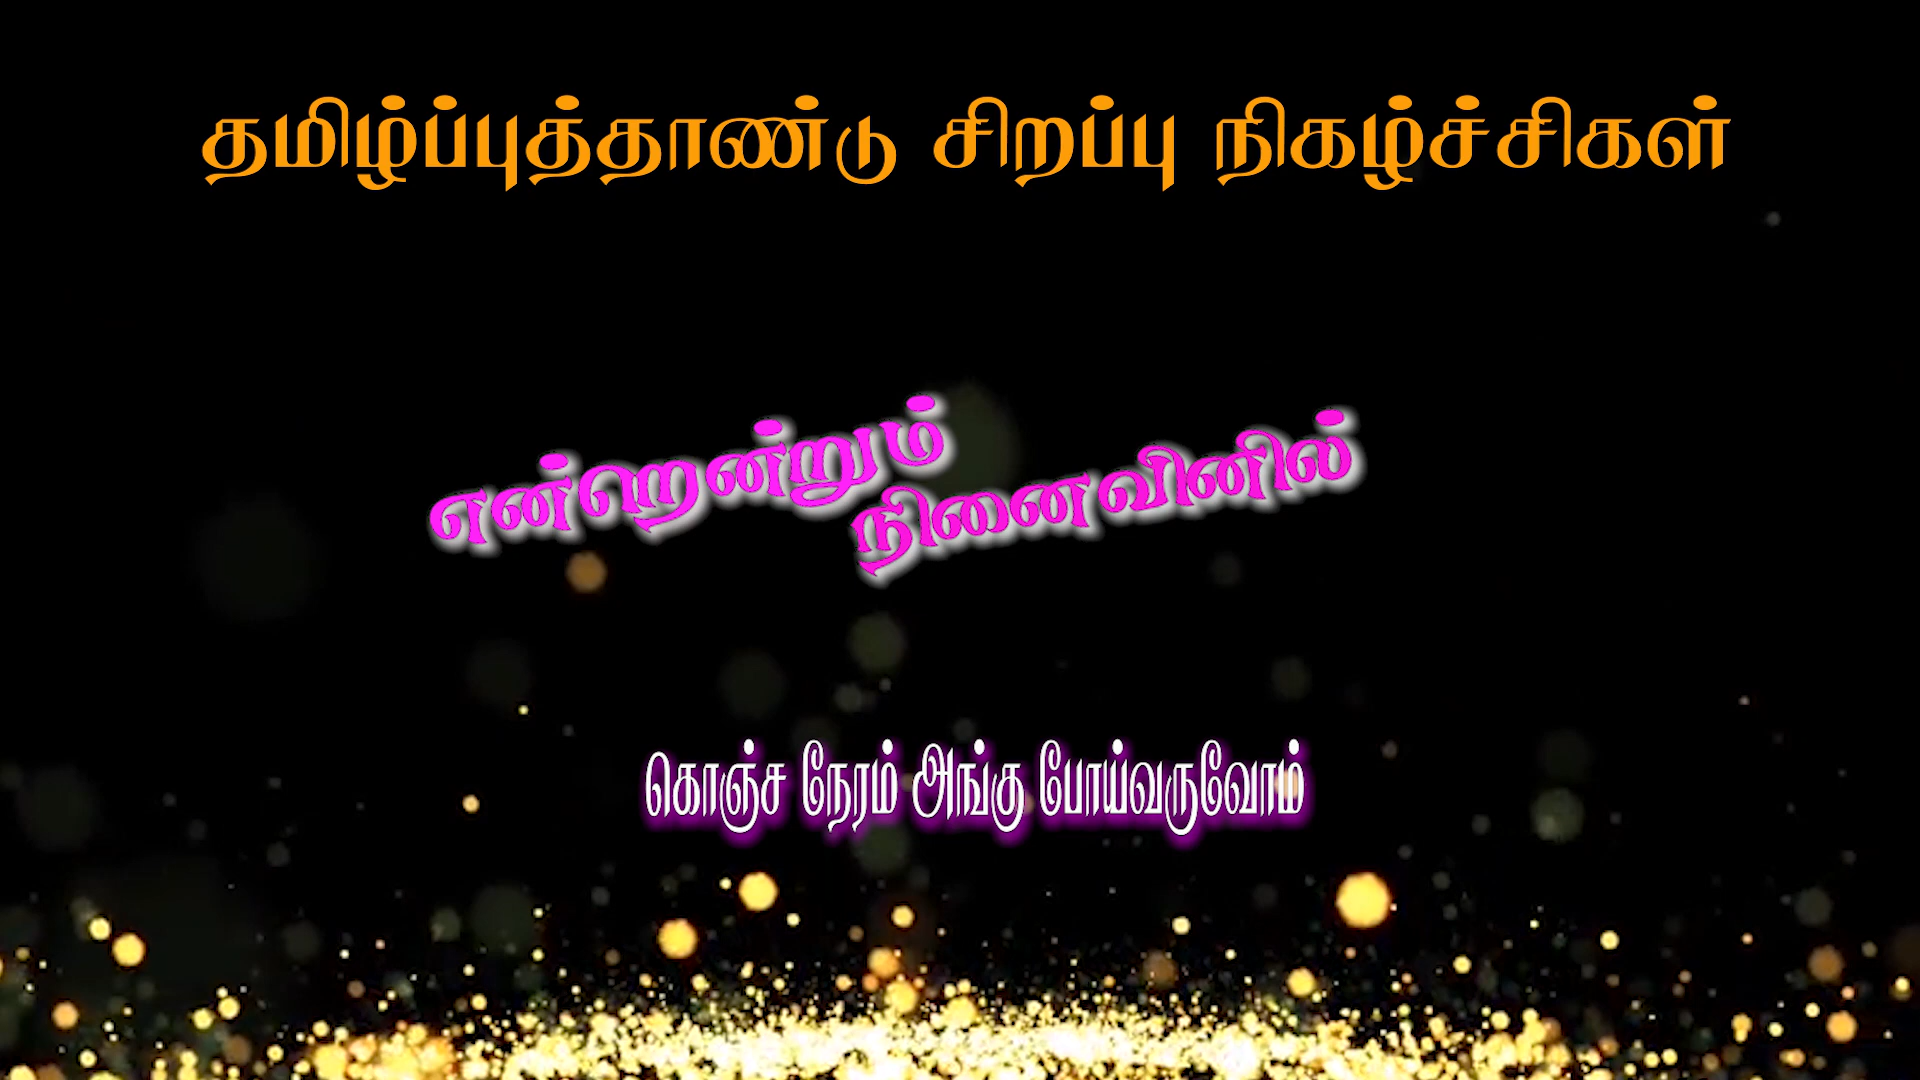 தமிழ்ப்புத்தாண்டு சிறப்பு நிகழ்ச்சிகள்
என்றென்றும்
நினைவினில்
கொஞ்ச நேரம் அங்கு போய்வருவோம்